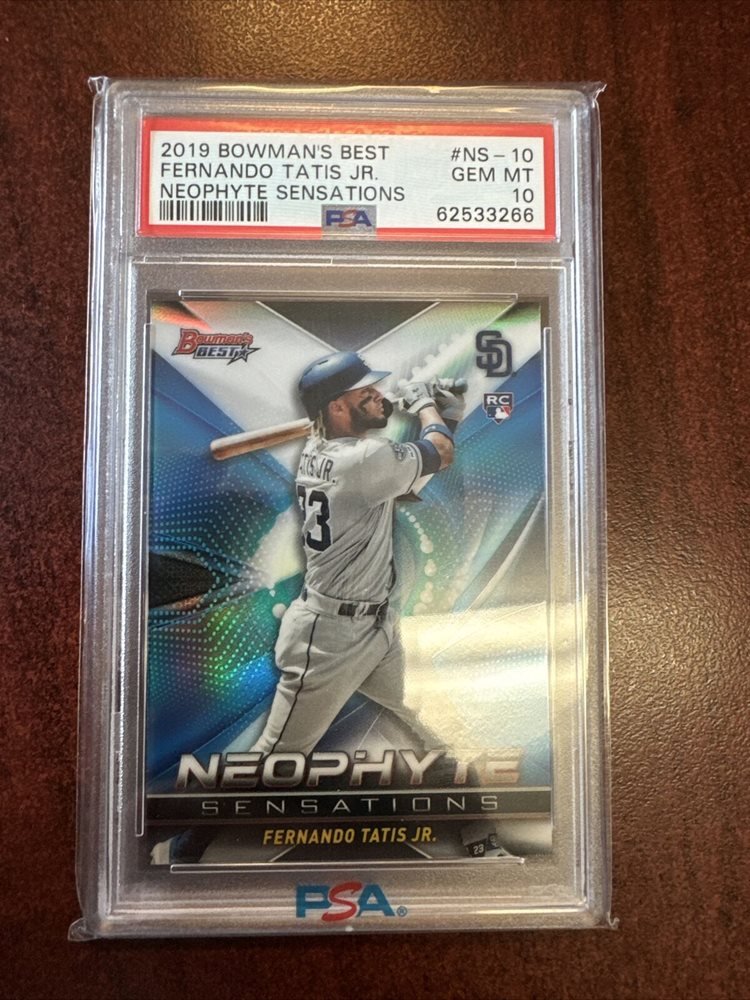 2019 BOWMAN'S BEST #NS-10
FERNANDO TATIS JR. GEM MT
NEOPHYTE SENSATIONS 10
PSA 62533266
Bowman's
BEST
SD
RC
TATIS JR.
23
NEOPHYTE
SENSATIONS
FERNANDO TATIS JR.
23
PSA®